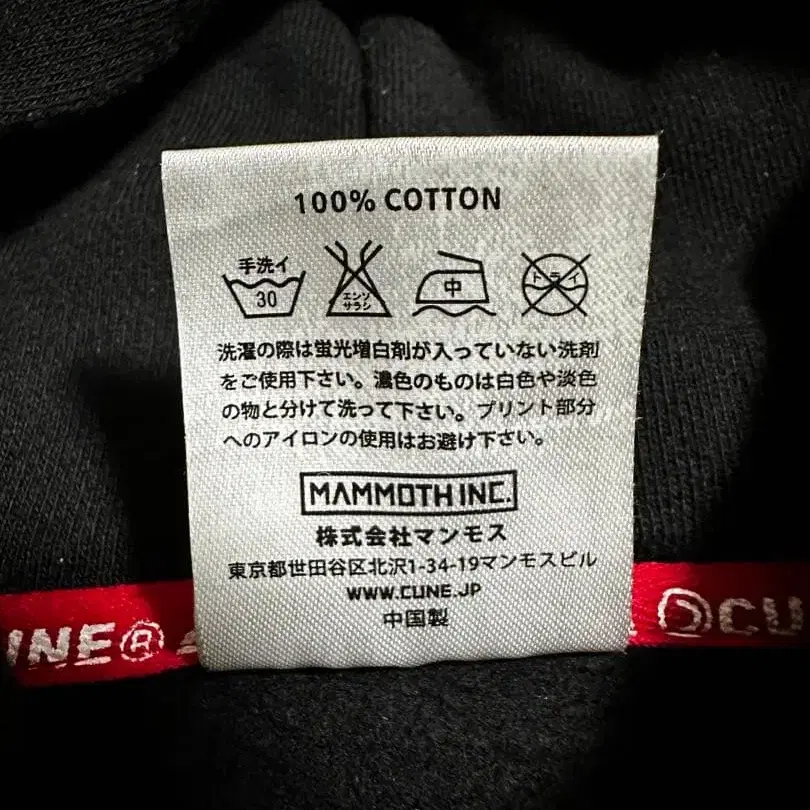 100% COTTON
手洗イ
30
エンソ
サラシ
中
ドライ
洗濯の際は蛍光増白剤が入っていない洗剤
をご使用下さい。濃色のものは白色や淡色
の物と分けて洗って下さい。プリント部分
へのアイロンの使用はお避け下さい。
MAMMOTH INC.
株式会社マンモス
東京都世田谷区北沢1-34-19マンモスビル
WWW.CUNE.JP
中国製
UNE®
CU